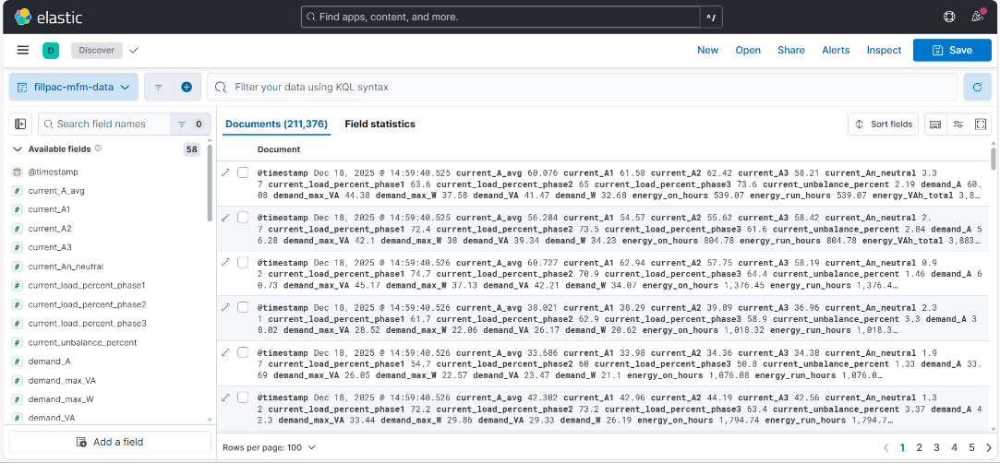 elastic
Find apps, content, and more.
^/
D
Discover
New
Open
Share
Alerts
Inspect
Save
fillpac-mfm-data
Filter your data using KQL syntax
Search field names
0
Documents (211,376)
Field statistics
Sort fields
Available fields
58
Document
@timestamp
current_A_avg
current_A1
current_A2
current_A3
current_An_neutral
current_load_percent_phase1
current_load_percent_phase2
current_load_percent_phase3
current_unbalance_percent
demand_A
demand_max_VA
demand_max_W
demand_VA
Add a field
@timestamp Dec 18, 2025 @ 14:59:40.525 current_A_avg 60.076 current_A1 61.58 current_A2 62.42 current_A3 58.21 current_An_neutral 3.3
7 current_load_percent_phase1 63.6 current_load_percent_phase2 65 current_load_percent_phase3 73.6 current_unbalance_percent 2.19 demand_A 60.
08 demand_max_VA 44.38 demand_max_W 37.58 demand_VA 41.47 demand_W 32.68 energy_on_hours 539.07 energy_run_hours 539.07 energy_VAh_total 3,8…
@timestamp Dec 18, 2025 @ 14:59:40.525 current_A_avg 56.284 current_A1 54.57 current_A2 55.62 current_A3 58.42 current_An_neutral 2.
7 current_load_percent_phase1 72.4 current_load_percent_phase2 73.5 current_load_percent_phase3 61.6 current_unbalance_percent 2.84 demand_A 5
6.28 demand_max_VA 42.1 demand_max_W 38 demand_VA 39.34 demand_W 34.23 energy_on_hours 804.78 energy_run_hours 804.78 energy_VAh_total 3,883…
@timestamp Dec 18, 2025 @ 14:59:40.525 current_A_avg 60.727 current_A1 62.94 current_A2 57.75 current_A3 58.19 current_An_neutral 0.9
2 current_load_percent_phase1 74.7 current_load_percent_phase2 70.9 current_load_percent_phase3 64.4 current_unbalance_percent 1.46 demand_A 6
0.73 demand_max_VA 45.17 demand_max_W 37.13 demand_VA 42.21 demand_W 34.07 energy_on_hours 1,376.45 energy_run_hours 1,376.4…
@timestamp Dec 18, 2025 @ 14:59:40.526 current_A_avg 38.021 current_A1 38.29 current_A2 39.89 current_A3 36.96 current_An_neutral 2.3
1 current_load_percent_phase1 61.7 current_load_percent_phase2 62.9 current_load_percent_phase3 58.9 current_unbalance_percent 3.3 demand_A 3
8.02 demand_max_VA 28.52 demand_max_W 22.06 demand_VA 26.17 demand_W 20.62 energy_on_hours 1,018.32 energy_run_hours 1,018.3…
@timestamp Dec 18, 2025 @ 14:59:40.526 current_A_avg 33.686 current_A1 33.98 current_A2 34.36 current_A3 34.38 current_An_neutral 1.9
7 current_load_percent_phase1 54.7 current_load_percent_phase2 60 current_load_percent_phase3 50.8 current_unbalance_percent 1.33 demand_A 33.
69 demand_max_VA 26.05 demand_max_W 22.57 demand_VA 23.47 demand_W 21.1 energy_on_hours 1,076.08 energy_run_hours 1,076.0…
@timestamp Dec 18, 2025 @ 14:59:40.526 current_A_avg 42.302 current_A1 42.96 current_A2 44.19 current_A3 42.56 current_An_neutral 1.3
2 current_load_percent_phase1 72.2 current_load_percent_phase2 73.2 current_load_percent_phase3 63.4 current_unbalance_percent 3.37 demand_A 4
2.3 demand_max_VA 33.44 demand_max_W 29.86 demand_VA 29.33 demand_W 26.19 energy_on_hours 1,794.74 energy_run_hours 1,794.7…
Rows per page: 100
1 2 3 4 5